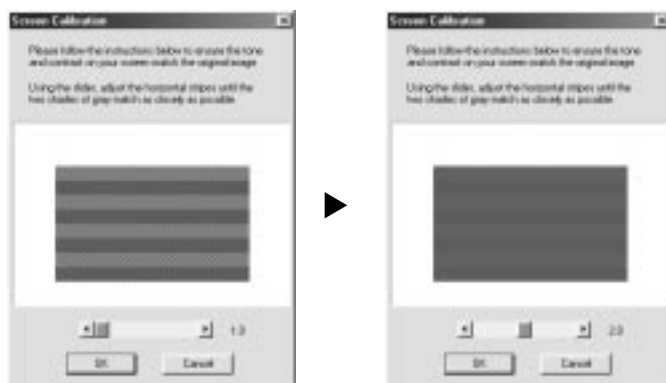 Screen Calibration
Please follow the instructions below to ensure the tone
and contrast on your screen match the original image
Using the slider, adjust the horizontal stripes until the
two shades of gray match as closely as possible
1.0
OK
Cancel
Screen Calibration
Please follow the instructions below to ensure the tone
and contrast on your screen match the original image
Using the slider, adjust the horizontal stripes until the
two shades of gray match as closely as possible
2.0
OK
Cancel